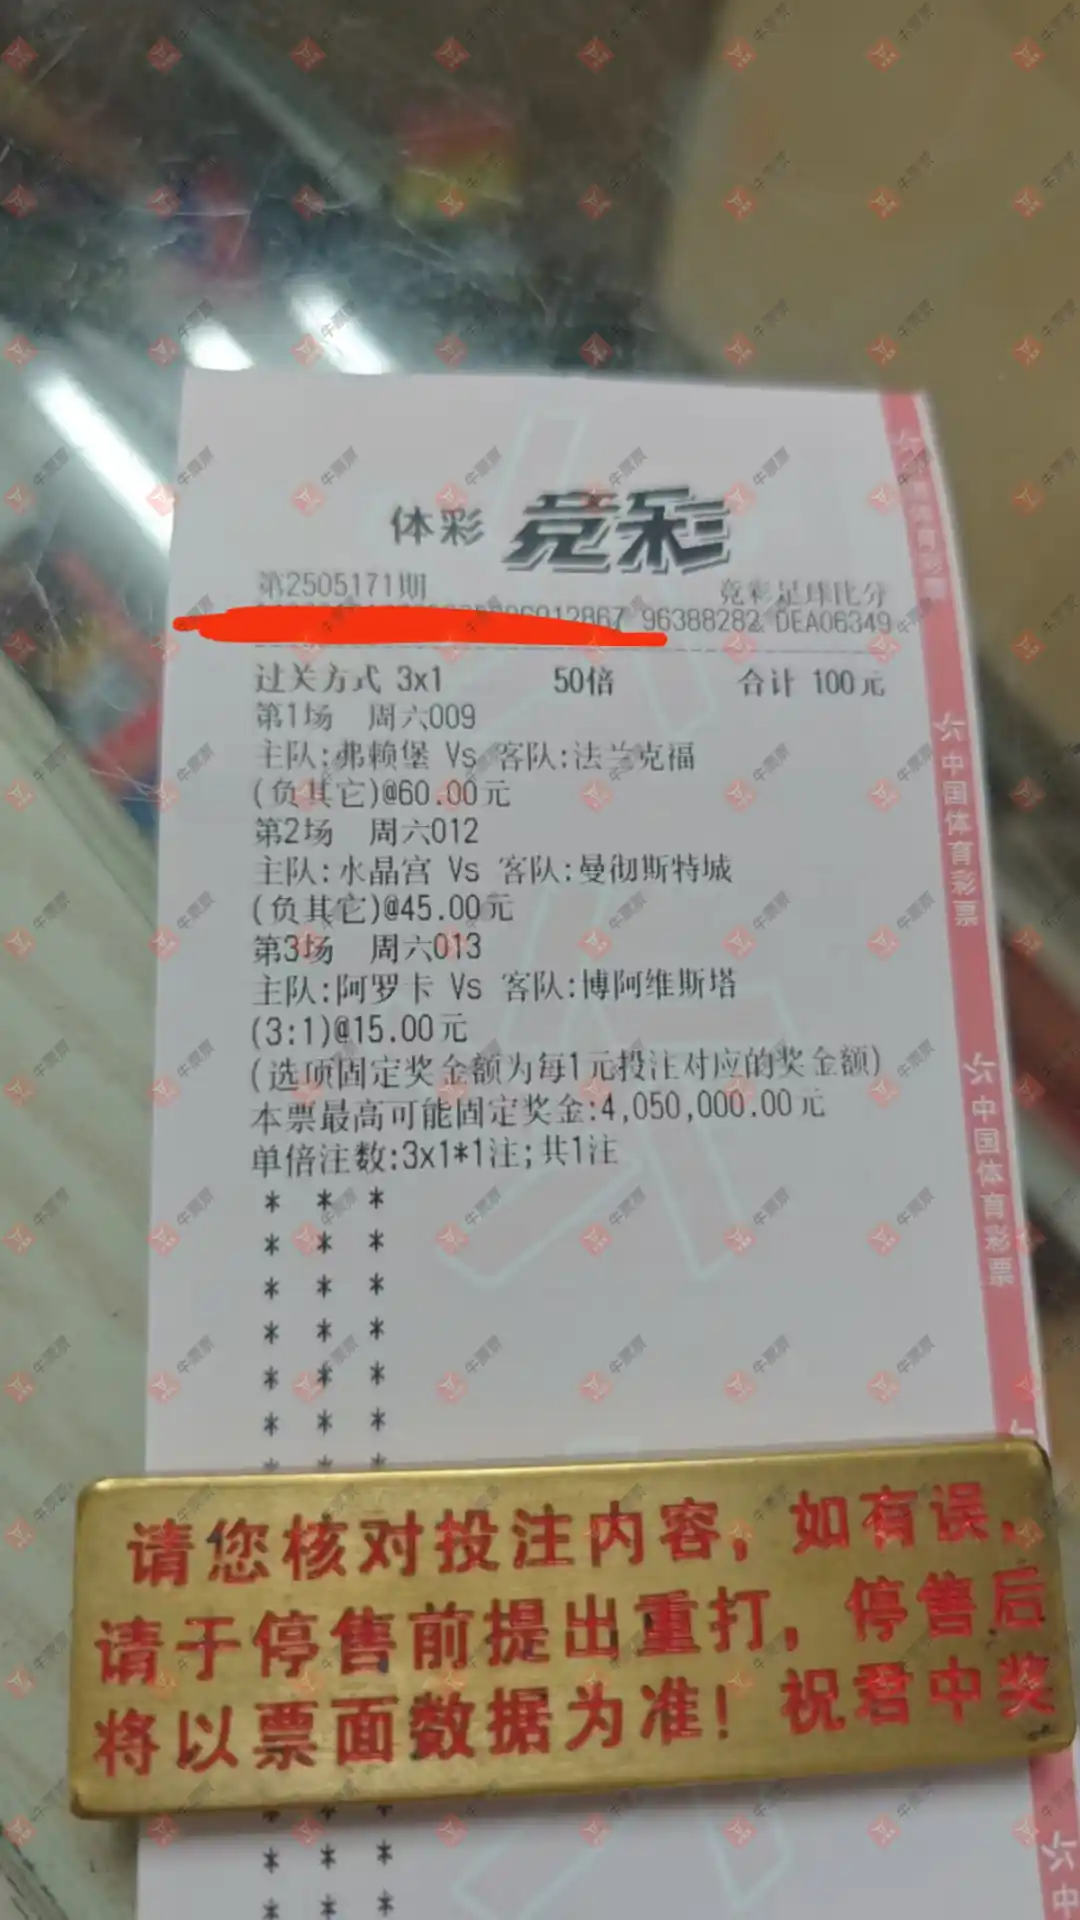 体彩 竞彩
第2505171期 竞彩足球比分
96388282 DEA06349
过关方式 3x1 50倍 合计 100元
第1场 周六009
主队:弗赖堡 Vs 客队:法兰克福
(负其它)@60.00元
第2场 周六012
主队:水晶宫 Vs 客队:曼彻斯特城
(负其它)@45.00元
第3场 周六013
主队:阿罗卡 Vs 客队:博阿维斯塔
(3:1)@15.00元
(选项固定奖金额为每1元投注对应的奖金额)
本票最高可能固定奖金:4,050,000.00元
单倍注数:3x1*1注;共1注
* * *
* * *
* * *
* * *
* * *
* * *
请您核对投注内容，如有误，
请于停售前提出重打，停售后
将以票面数据为准！祝君中奖
* * *
* * *
中国体育彩票
中国体育彩票
中国体育彩票
牛票票